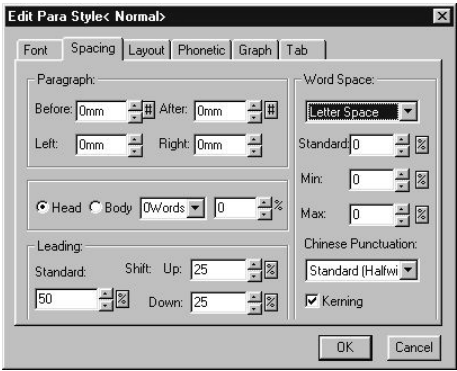 Edit Para Style< Normal>
Font Spacing Layout Phonetic Graph Tab
Paragraph:
Before: 0mm # After: 0mm #
Left: 0mm Right: 0mm
Head Body 0Words 0 %
Leading:
Standard: Shift: Up: 25 %
50 % Down: 25 %
Word Space:
Letter Space
Standard: 0 %
Min: 0 %
Max: 0 %
Chinese Punctuation:
Standard (Halfwi
Kerning
OK Cancel